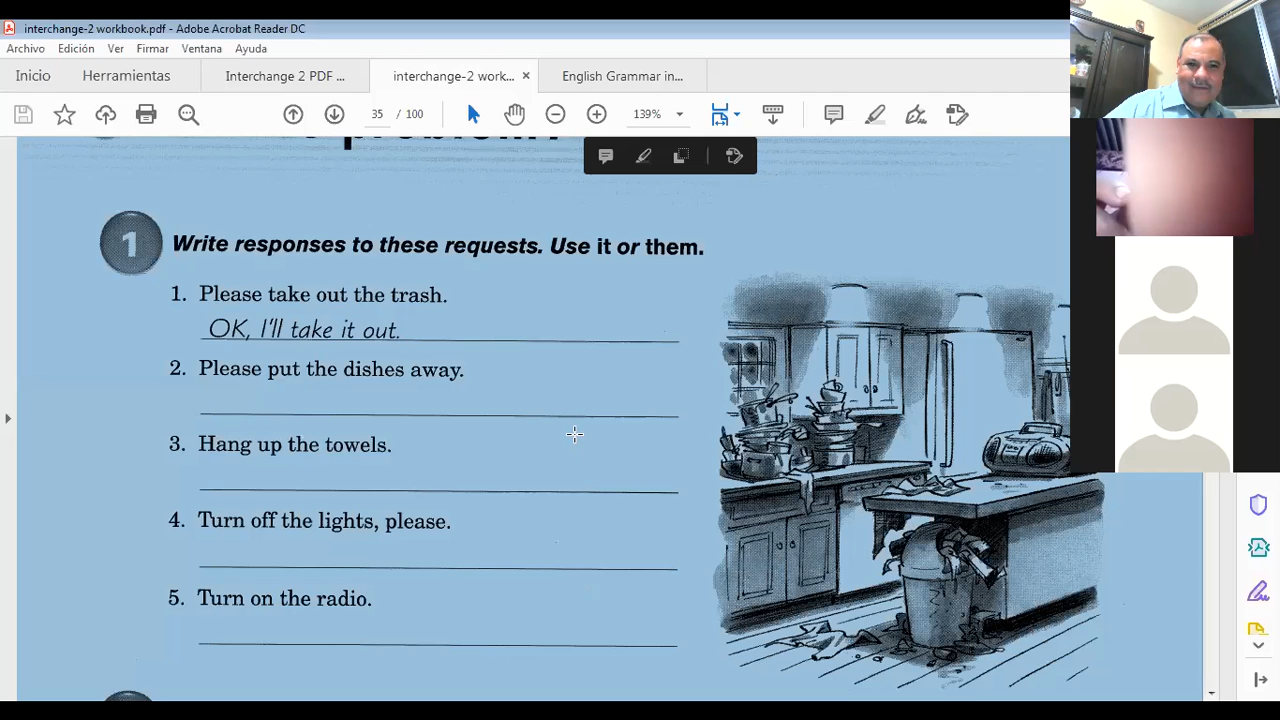 interchange-2 workbook.pdf - Adobe Acrobat Reader DC
Archivo Edición Ver Firmar Ventana Ayuda
Inicio Herramientas Interchange 2 PDF ... interchange-2 work... × English Grammar in...
35 / 100 139%
1 Write responses to these requests. Use it or them.
1. Please take out the trash.
OK, I'll take it out.
2. Please put the dishes away.
3. Hang up the towels.
4. Turn off the lights, please.
5. Turn on the radio.